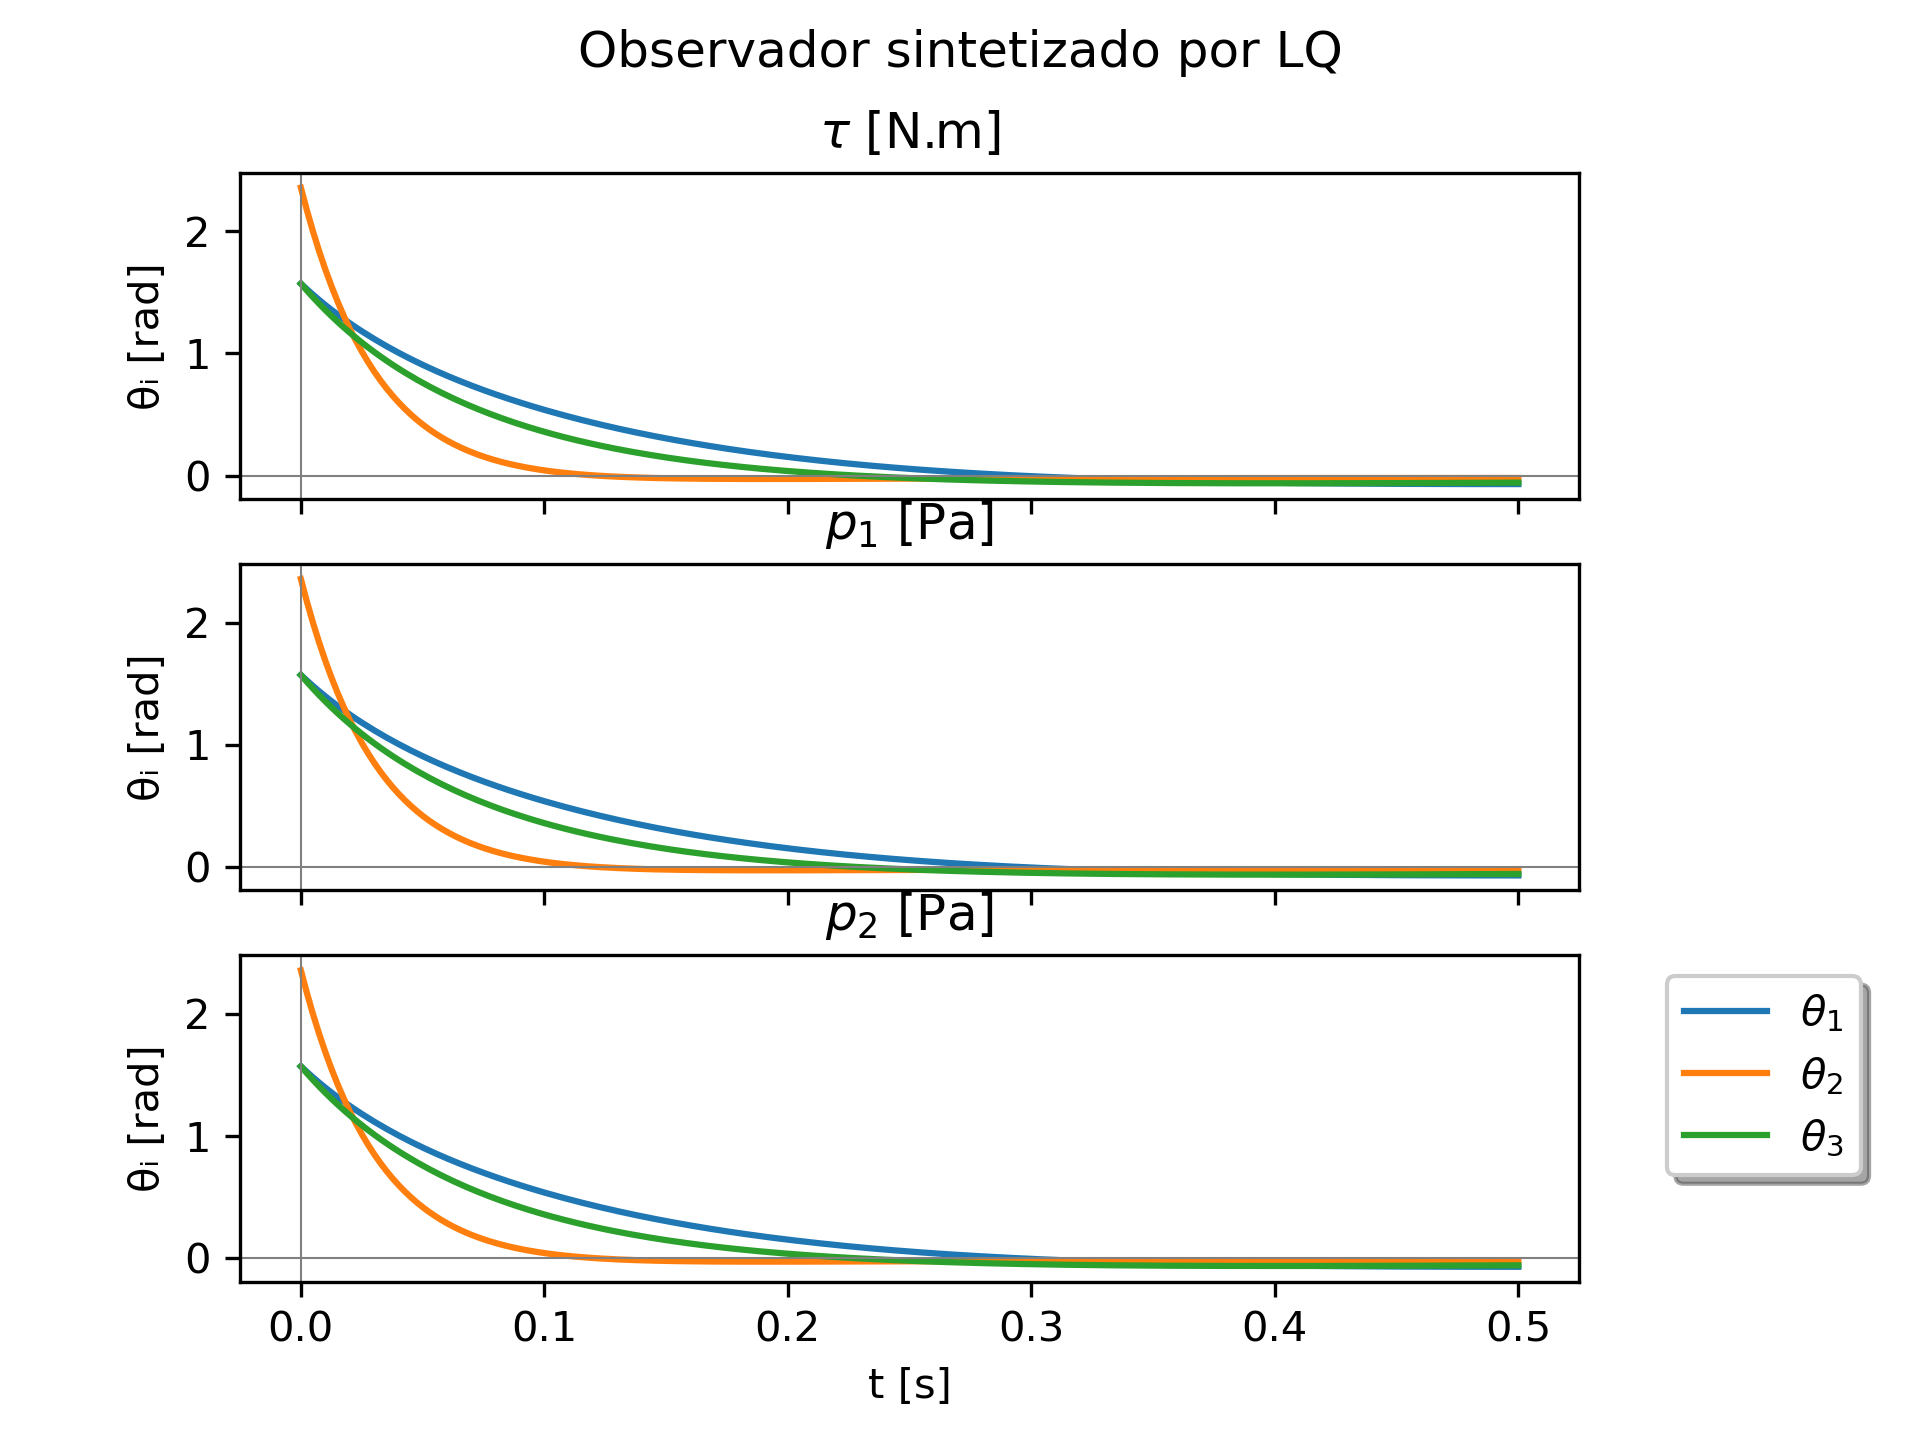 Observador sintetizado por LQ
τ [N.m]
θᵢ [rad]
2
1
0
p₁ [Pa]
θᵢ [rad]
2
1
0
p₂ [Pa]
θᵢ [rad]
2
1
0
0.0 0.1 0.2 0.3 0.4 0.5
t [s]
θ₁
θ₂
θ₃